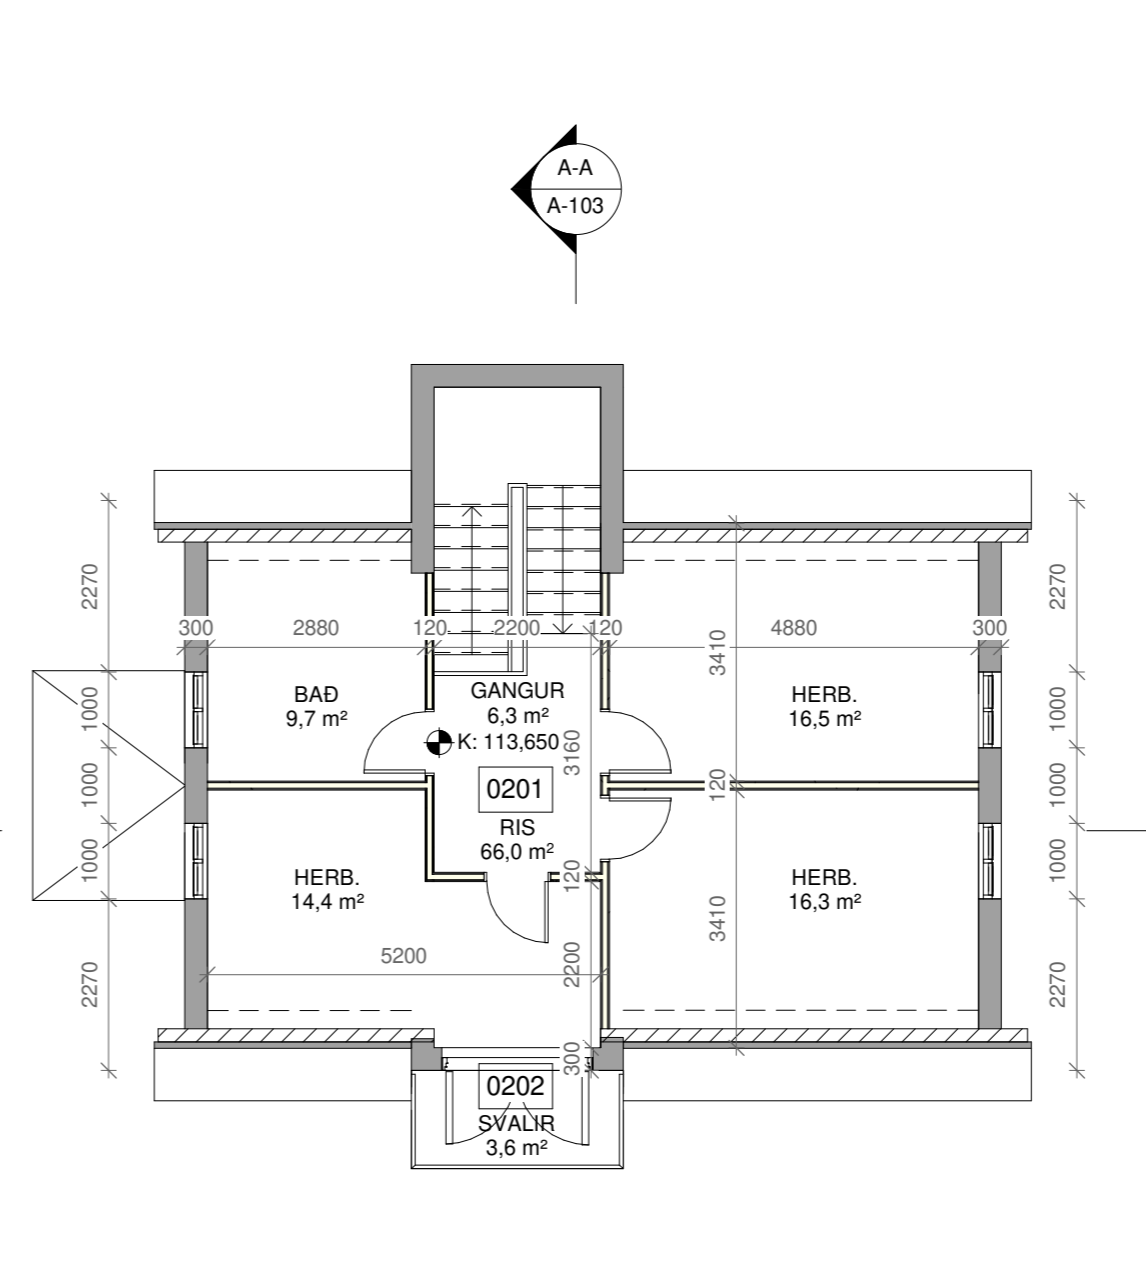 A-A
A-103
2270
2270
300
2880
120
2200
120
4880
300
3410
1000
BAÐ
9,7 m²
GANGUR
6,3 m²
K: 113,650
3160
HERB.
16,5 m²
1000
1000
0201
120
1000
RIS
66,0 m²
1000
HERB.
14,4 m²
120
HERB.
16,3 m²
1000
3410
5200
2200
2270
2270
300
0202
SVALIR
3,6 m²